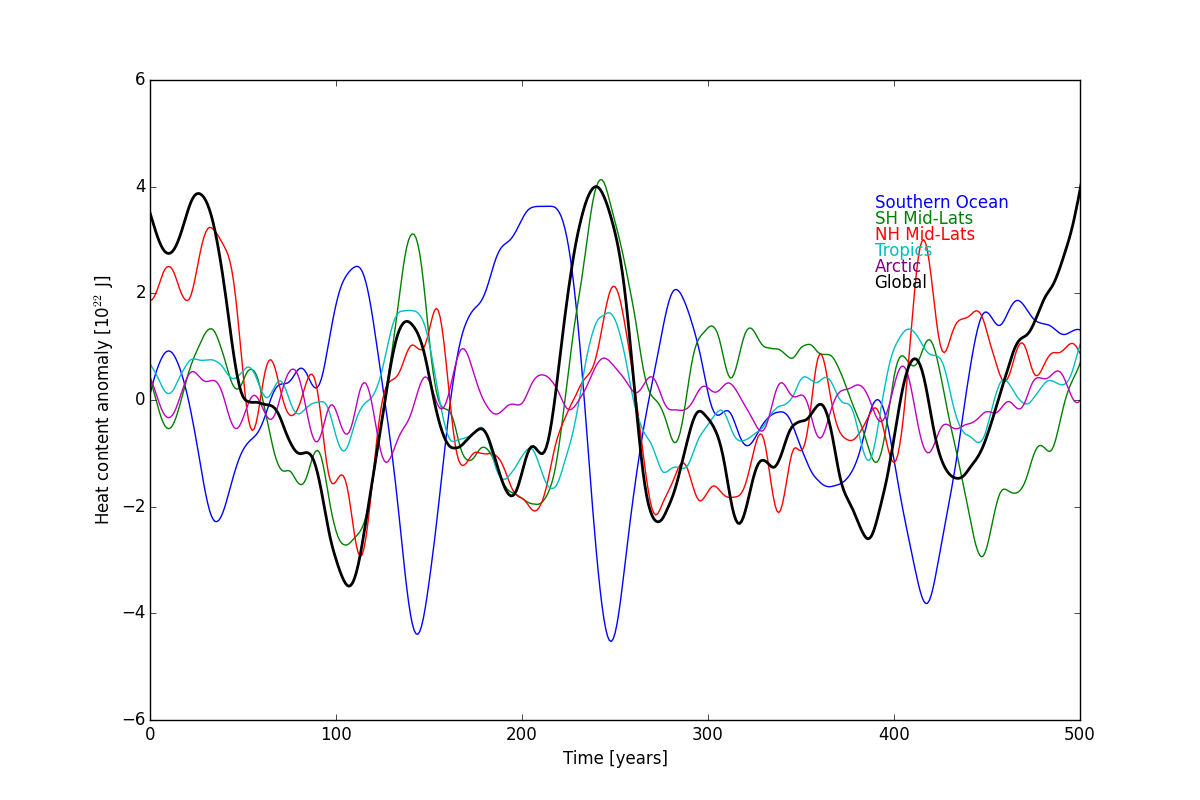 6
4
2
0
−2
−4
−6
Heat content anomaly [10²² J]
Southern Ocean
SH Mid-Lats
NH Mid-Lats
Tropics
Arctic
Global
0 100 200 300 400 500
Time [years]